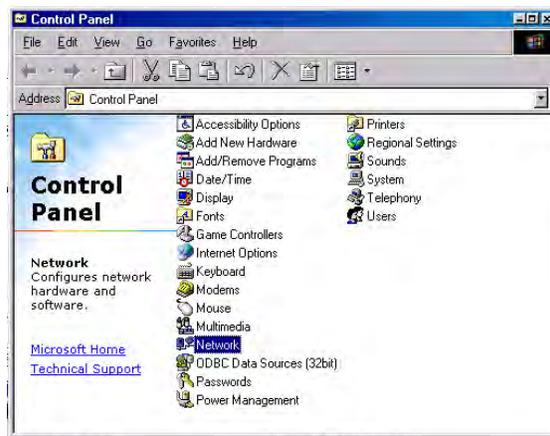 Control Panel
File Edit View Go Favorites Help
Address Control Panel
Control
Panel
Network
Configures network
hardware and
software.
Microsoft Home
Technical Support
Accessibility Options
Add New Hardware
Add/Remove Programs
Date/Time
Display
Fonts
Game Controllers
Internet Options
Keyboard
Modems
Mouse
Multimedia
Network
ODBC Data Sources (32bit)
Passwords
Power Management
Printers
Regional Settings
Sounds
System
Telephony
Users